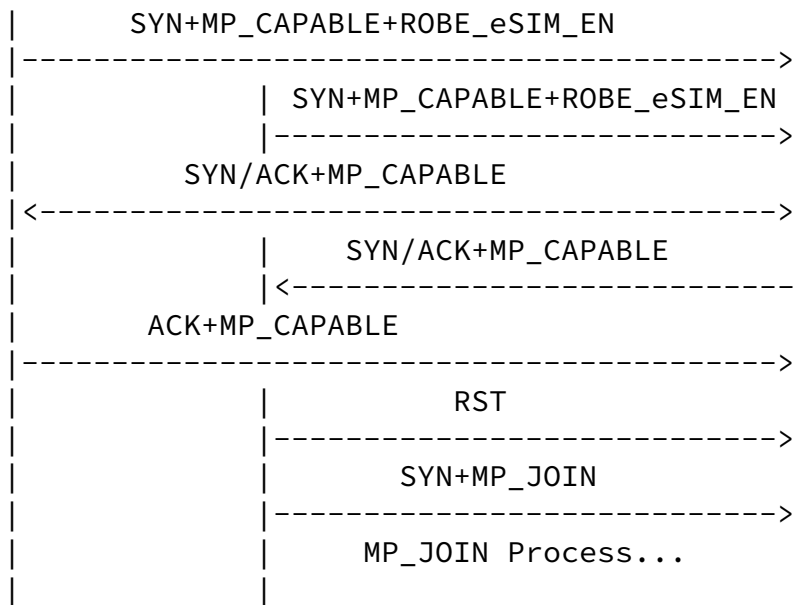 |      SYN+MP_CAPABLE+ROBE_eSIM_EN
|------------------------------------------>
|             | SYN+MP_CAPABLE+ROBE_eSIM_EN
|             |---------------------------->
|         SYN/ACK+MP_CAPABLE
|<----------------------------------------->
|             |    SYN/ACK+MP_CAPABLE
|             |<----------------------------
|       ACK+MP_CAPABLE
|------------------------------------------>
|             |          RST
|             |---------------------------->
|             |       SYN+MP_JOIN
|             |---------------------------->
|             |     MP_JOIN Process...
|             |